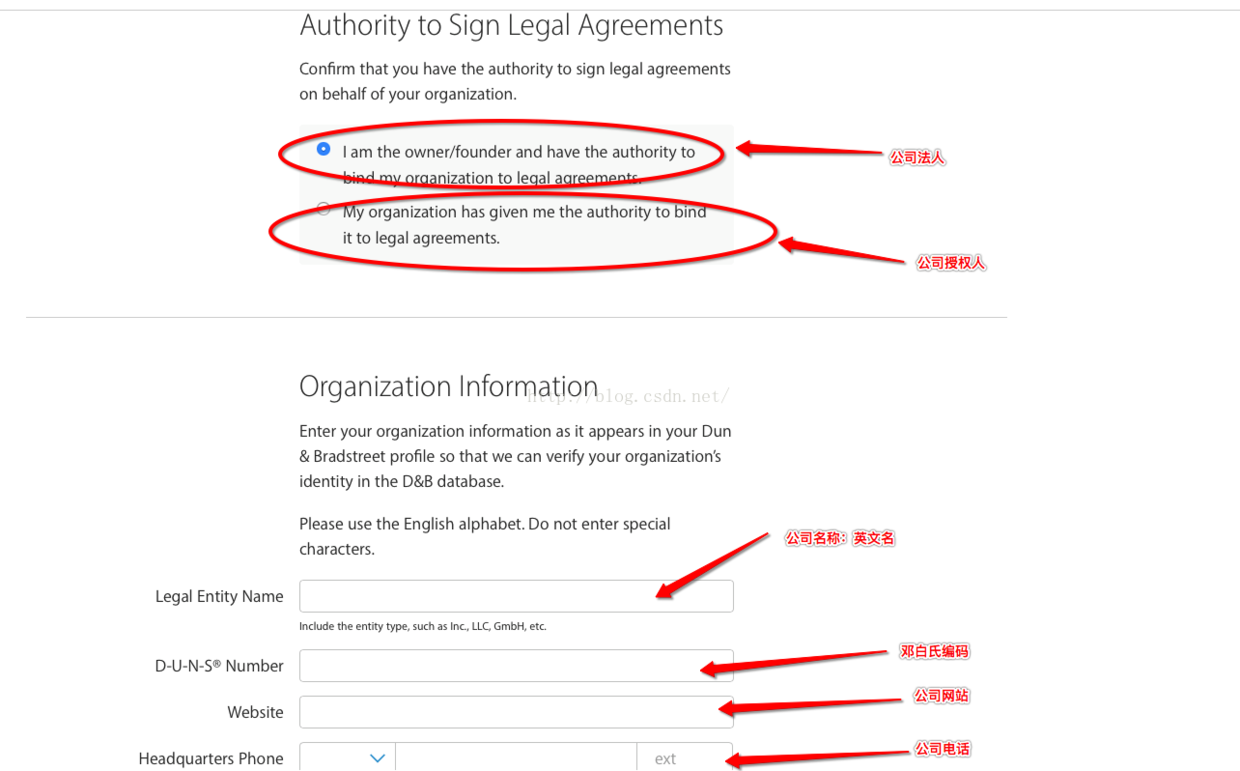 Authority to Sign Legal Agreements
Confirm that you have the authority to sign legal agreements
on behalf of your organization.
I am the owner/founder and have the authority to
bind my organization to legal agreements.
公司法人
My organization has given me the authority to bind
it to legal agreements.
公司授权人
Organization Information
http://blog.csdn.net/
Enter your organization information as it appears in your Dun
& Bradstreet profile so that we can verify your organization's
identity in the D&B database.
Please use the English alphabet. Do not enter special
characters.
公司名称：英文名
Legal Entity Name
Include the entity type, such as Inc., LLC, GmbH, etc.
邓白氏编码
D-U-N-S® Number
公司网站
Website
公司电话
Headquarters Phone
ext